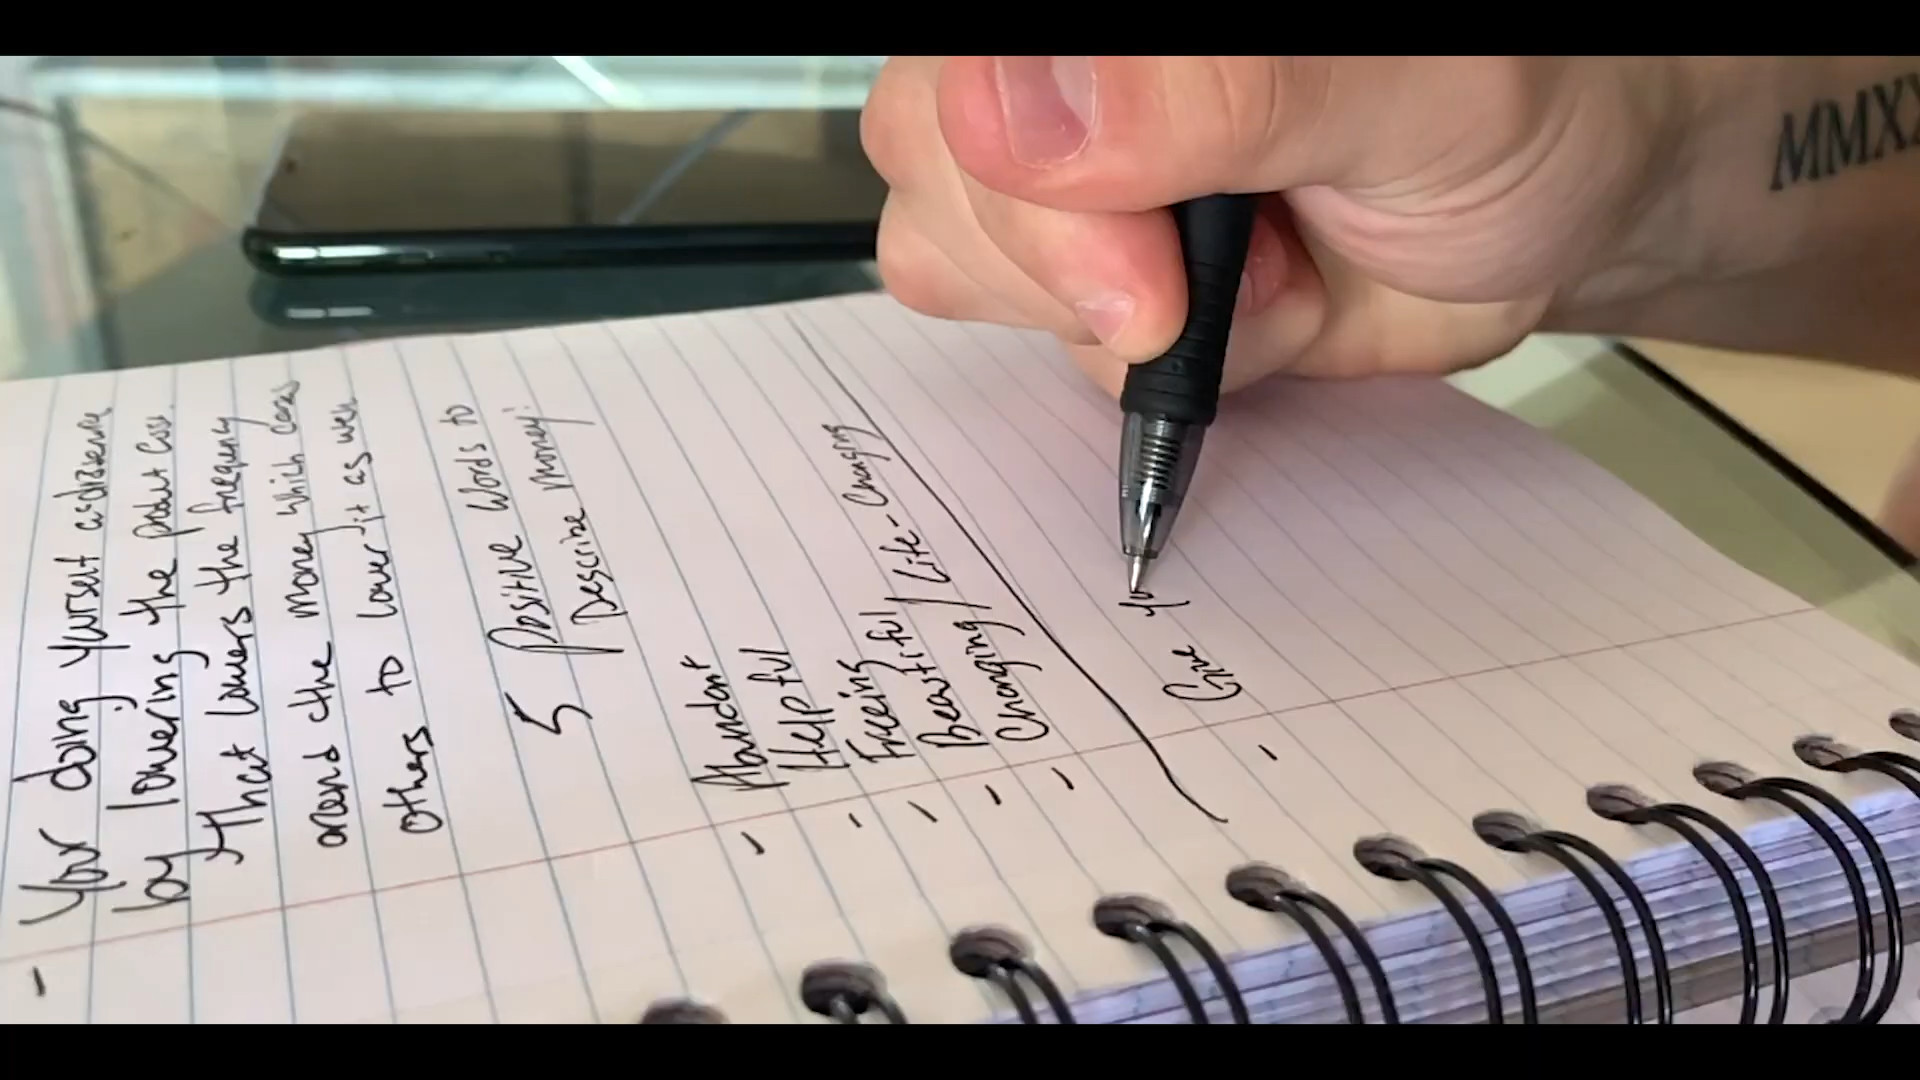 - Your doing yourself a disservice
by lowering the product cost.
That lowers the frequency
around the money which causes
others to lower it as well
5 Positive Words to
Describe money:
- Abundant
- Helpful
- Freeing
- Beautiful
- Changing / Life-Changing
- Give
MMXX